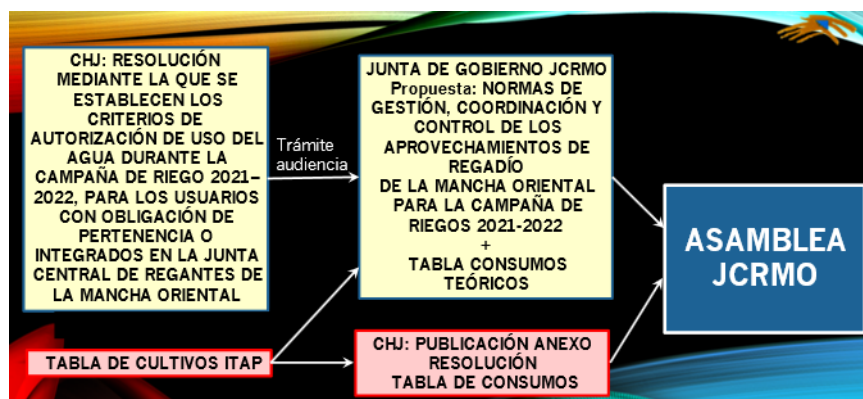 CHJ: RESOLUCIÓN
MEDIANTE LA QUE SE
ESTABLECEN LOS
CRITERIOS DE
AUTORIZACIÓN DE USO DEL
AGUA DURANTE LA
CAMPAÑA DE RIEGO 2021–
2022, PARA LOS USUARIOS
CON OBLIGACIÓN DE
PERTENENCIA O
INTEGRADOS EN LA JUNTA
CENTRAL DE REGANTES DE
LA MANCHA ORIENTAL
Trámite
audiencia
JUNTA DE GOBIERNO JCRMO
Propuesta: NORMAS DE
GESTIÓN, COORDINACIÓN Y
CONTROL DE LOS
APROVECHAMIENTOS DE
REGADÍO
DE LA MANCHA ORIENTAL
PARA LA CAMPAÑA DE
RIEGOS 2021-2022
+
TABLA CONSUMOS
TEÓRICOS
ASAMBLEA
JCRMO
TABLA DE CULTIVOS ITAP
CHJ: PUBLICACIÓN ANEXO
RESOLUCIÓN
TABLA DE CONSUMOS